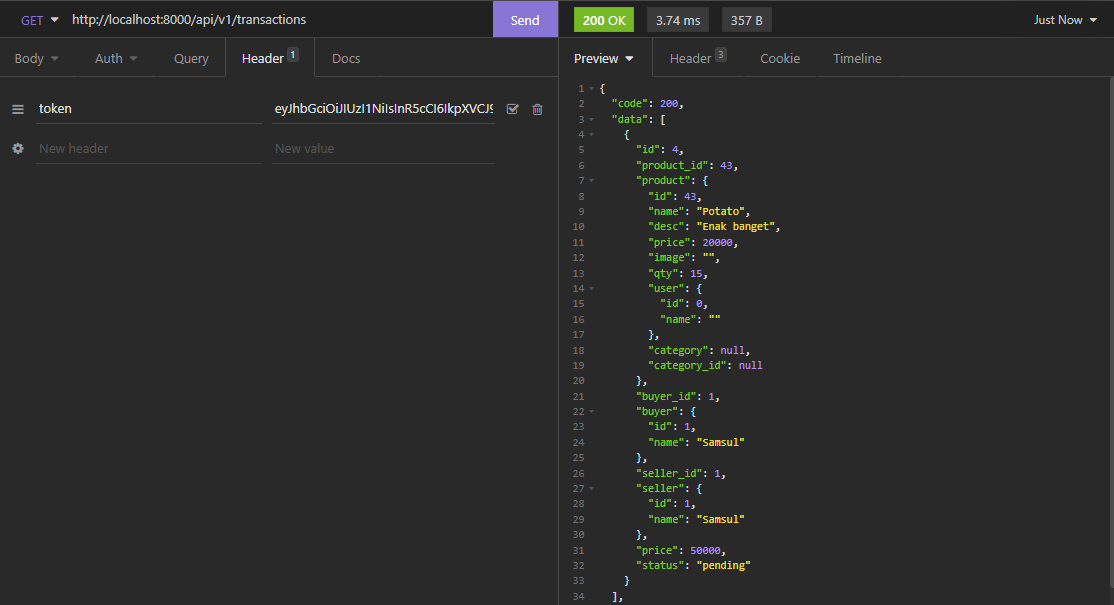 GET http://localhost:8000/api/v1/transactions Send
Body Auth Query Header 1 Docs
token eyJhbGciOiJIUzI1NiIsInR5cCI6IkpXVCJ9
New header New value
200 OK 3.74 ms 357 B Just Now
Preview Header 3 Cookie Timeline
1 {
2 "code": 200,
3 "data": [
4 {
5 "id": 4,
6 "product_id": 43,
7 "product": {
8 "id": 43,
9 "name": "Potato",
10 "desc": "Enak banget",
11 "price": 20000,
12 "image": "",
13 "qty": 15,
14 "user": {
15 "id": 0,
16 "name": ""
17 },
18 "category": null,
19 "category_id": null
20 },
21 "buyer_id": 1,
22 "buyer": {
23 "id": 1,
24 "name": "Samsul"
25 },
26 "seller_id": 1,
27 "seller": {
28 "id": 1,
29 "name": "Samsul"
30 },
31 "price": 50000,
32 "status": "pending"
33 }
34 ],